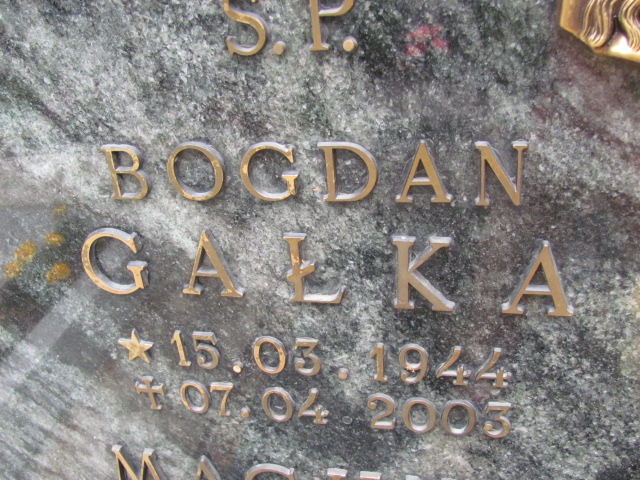 S.P.
BOGDAN
GAŁKA
★ 15.03.1944
✝ 07.04.2003